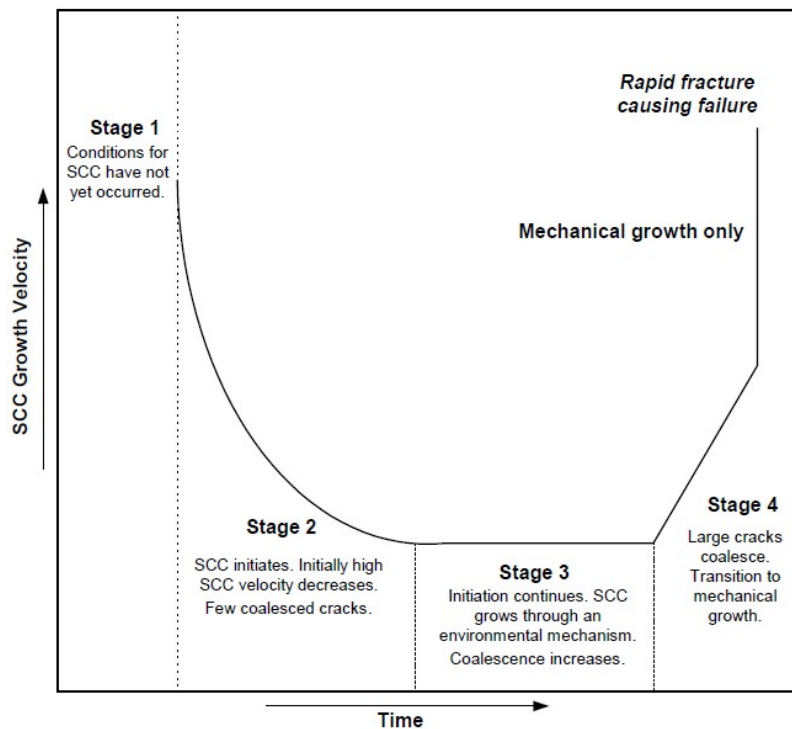 Rapid fracture
causing failure
Stage 1
Conditions for
SCC have not
yet occurred.
Mechanical growth only
SCC Growth Velocity
Stage 2
SCC initiates. Initially high
SCC velocity decreases.
Few coalesced cracks.
Stage 3
Initiation continues. SCC
grows through an
environmental mechanism.
Coalescence increases.
Stage 4
Large cracks
coalesce.
Transition to
mechanical
growth.
Time